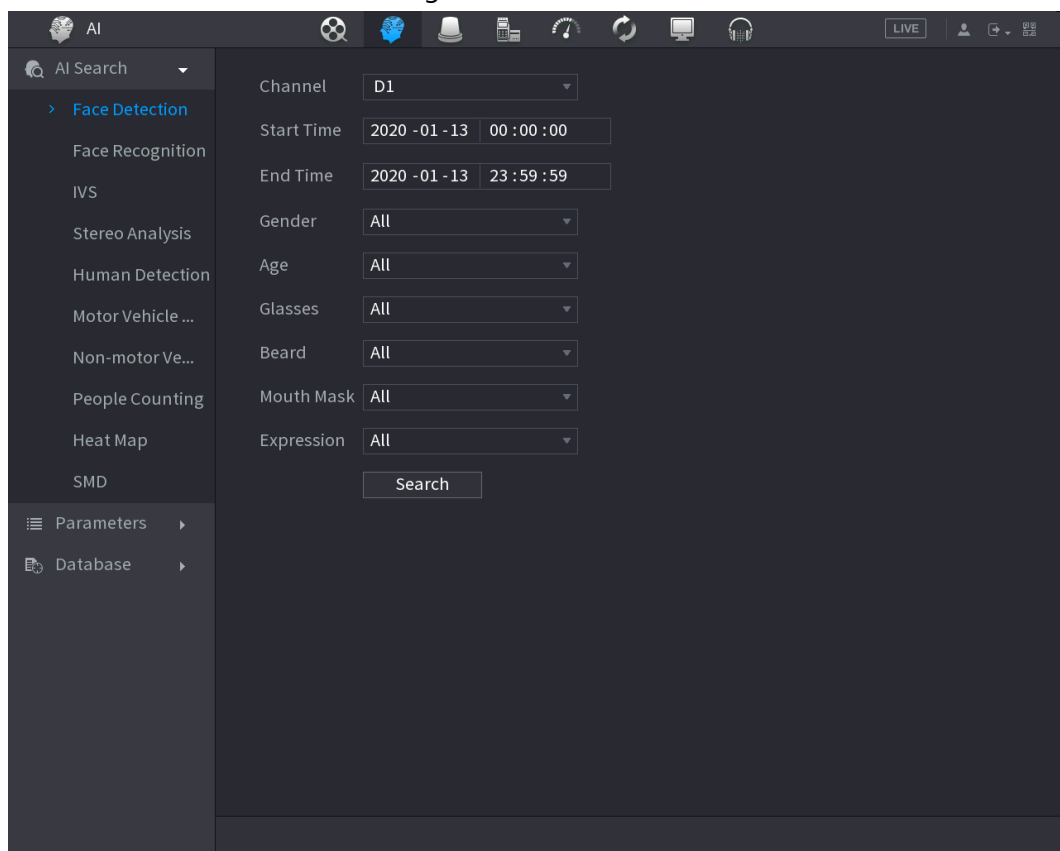 AI
LIVE
AI Search
Face Detection
Face Recognition
IVS
Stereo Analysis
Human Detection
Motor Vehicle ...
Non-motor Ve...
People Counting
Heat Map
SMD
Parameters
Database
Channel D1
Start Time 2020 -01 -13 00 :00 :00
End Time 2020 -01 -13 23 :59 :59
Gender All
Age All
Glasses All
Beard All
Mouth Mask All
Expression All
Search